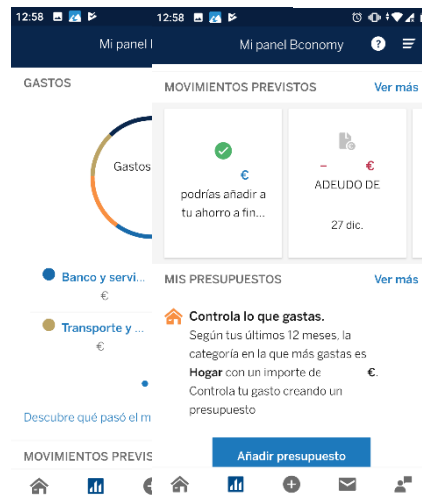 12:58
Mi panel
GASTOS
Gastos
Banco y servi...
€
Transporte y ...
€
Descubre qué pasó el m
MOVIMIENTOS PREVIS
12:58
Mi panel Bconomy
?
MOVIMIENTOS PREVISTOS
Ver más
€
podrías añadir a
tu ahorro a fin...
– €
ADEUDO DE
27 dic.
MIS PRESUPUESTOS
Ver más
Controla lo que gastas.
Según tus últimos 12 meses, la
categoría en la que más gastas es
Hogar con un importe de €.
Controla tu gasto creando un
presupuesto
Añadir presupuesto